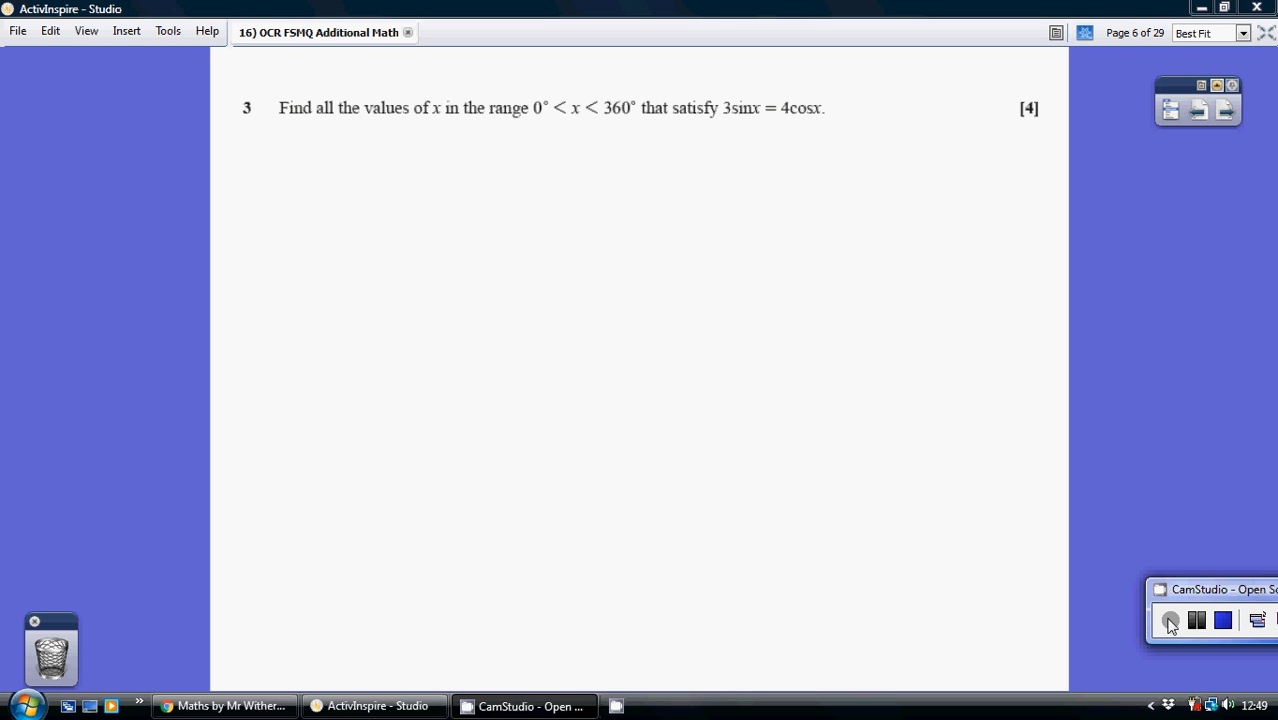 ActivInspire - Studio
File Edit View Insert Tools Help
16) OCR FSMQ Additional Math
Page 6 of 29
Best Fit
3 Find all the values of x in the range 0° < x < 360° that satisfy 3sinx = 4cosx. [4]
CamStudio - Open So
Maths by Mr Wither...
ActivInspire - Studio
CamStudio - Open ...
12:49